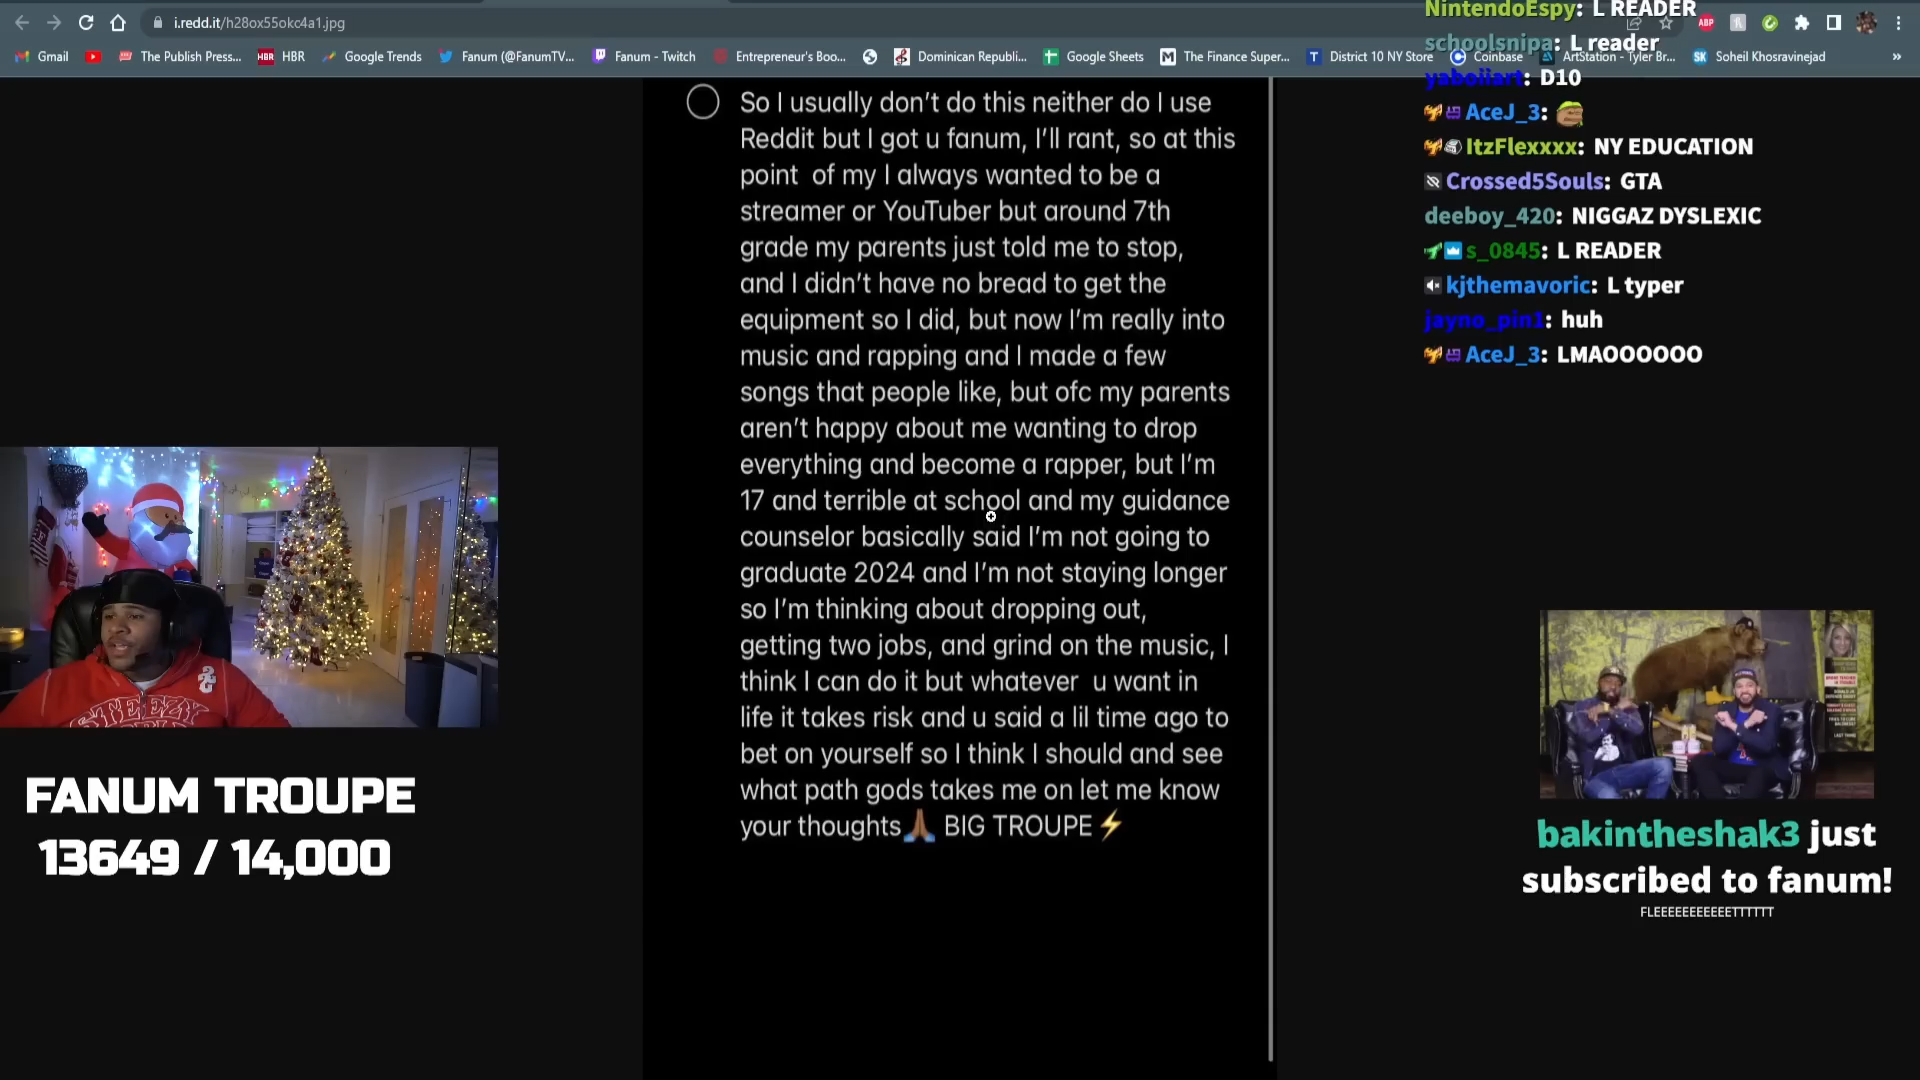 i.redd.it/h28ox55okc4a1.jpg
Gmail
The Publish Press...
HBR HBR
Google Trends
Fanum (@FanumTV...
Fanum - Twitch
Entrepreneur's Boo...
Dominican Republi...
Google Sheets
M The Finance Super...
T District 10 NY Store
Coinbase
ArtStation - Tyler Br...
SK Soheil Khosravinejad
»
ABP
So I usually don't do this neither do I use
Reddit but I got u fanum, I'll rant, so at this
point  of my I always wanted to be a
streamer or YouTuber but around 7th
grade my parents just told me to stop,
and I didn't have no bread to get the
equipment so I did, but now I'm really into
music and rapping and I made a few
songs that people like, but ofc my parents
aren't happy about me wanting to drop
everything and become a rapper, but I'm
17 and terrible at school and my guidance
counselor basically said I'm not going to
graduate 2024 and I'm not staying longer
so I'm thinking about dropping out,
getting two jobs, and grind on the music, I
think I can do it but whatever  u want in
life it takes risk and u said a lil time ago to
bet on yourself so I think I should and see
what path gods takes me on let me know
your thoughts🙏🏾 BIG TROUPE⚡
NintendoEspy: L READER
schoolsnipa: L reader
yaboiiart: D10
AceJ_3:
ItzFlexxxx: NY EDUCATION
Crossed5Souls: GTA
deeboy_420: NIGGAZ DYSLEXIC
s_0845: L READER
kjthemavoric: L typer
jayno_pin1: huh
AceJ_3: LMAOOOOOO
STEEZY
FANUM TROUPE
13649 / 14,000
bakintheshak3 just
subscribed to fanum!
FLEEEEEEEEEEETTTTTT